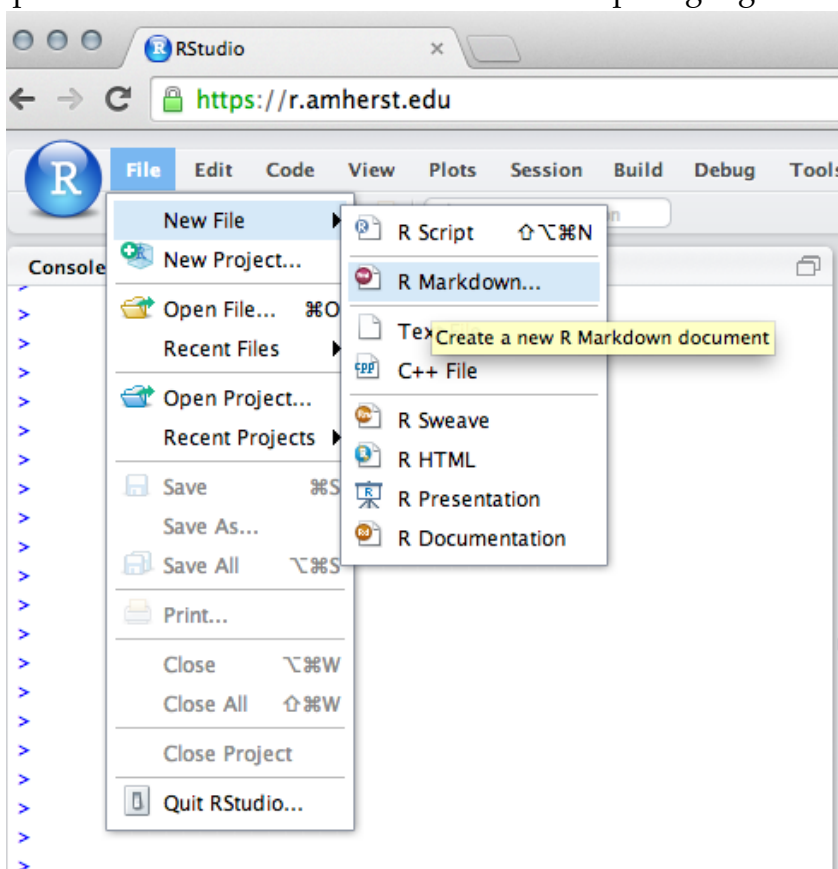 RStudio
https://r.amherst.edu
R File Edit Code View Plots Session Build Debug
Console
New File
New Project...
Open File... ⌘O
Recent Files
Open Project...
Recent Projects
Save ⌘S
Save As...
Save All ⌥⌘S
Print...
Close ⌥⌘W
Close All ⇧⌘W
Close Project
Quit RStudio...
R Script ⇧⌥⌘N
R Markdown...
Create a new R Markdown document
C++ File
R Sweave
R HTML
R Presentation
R Documentation